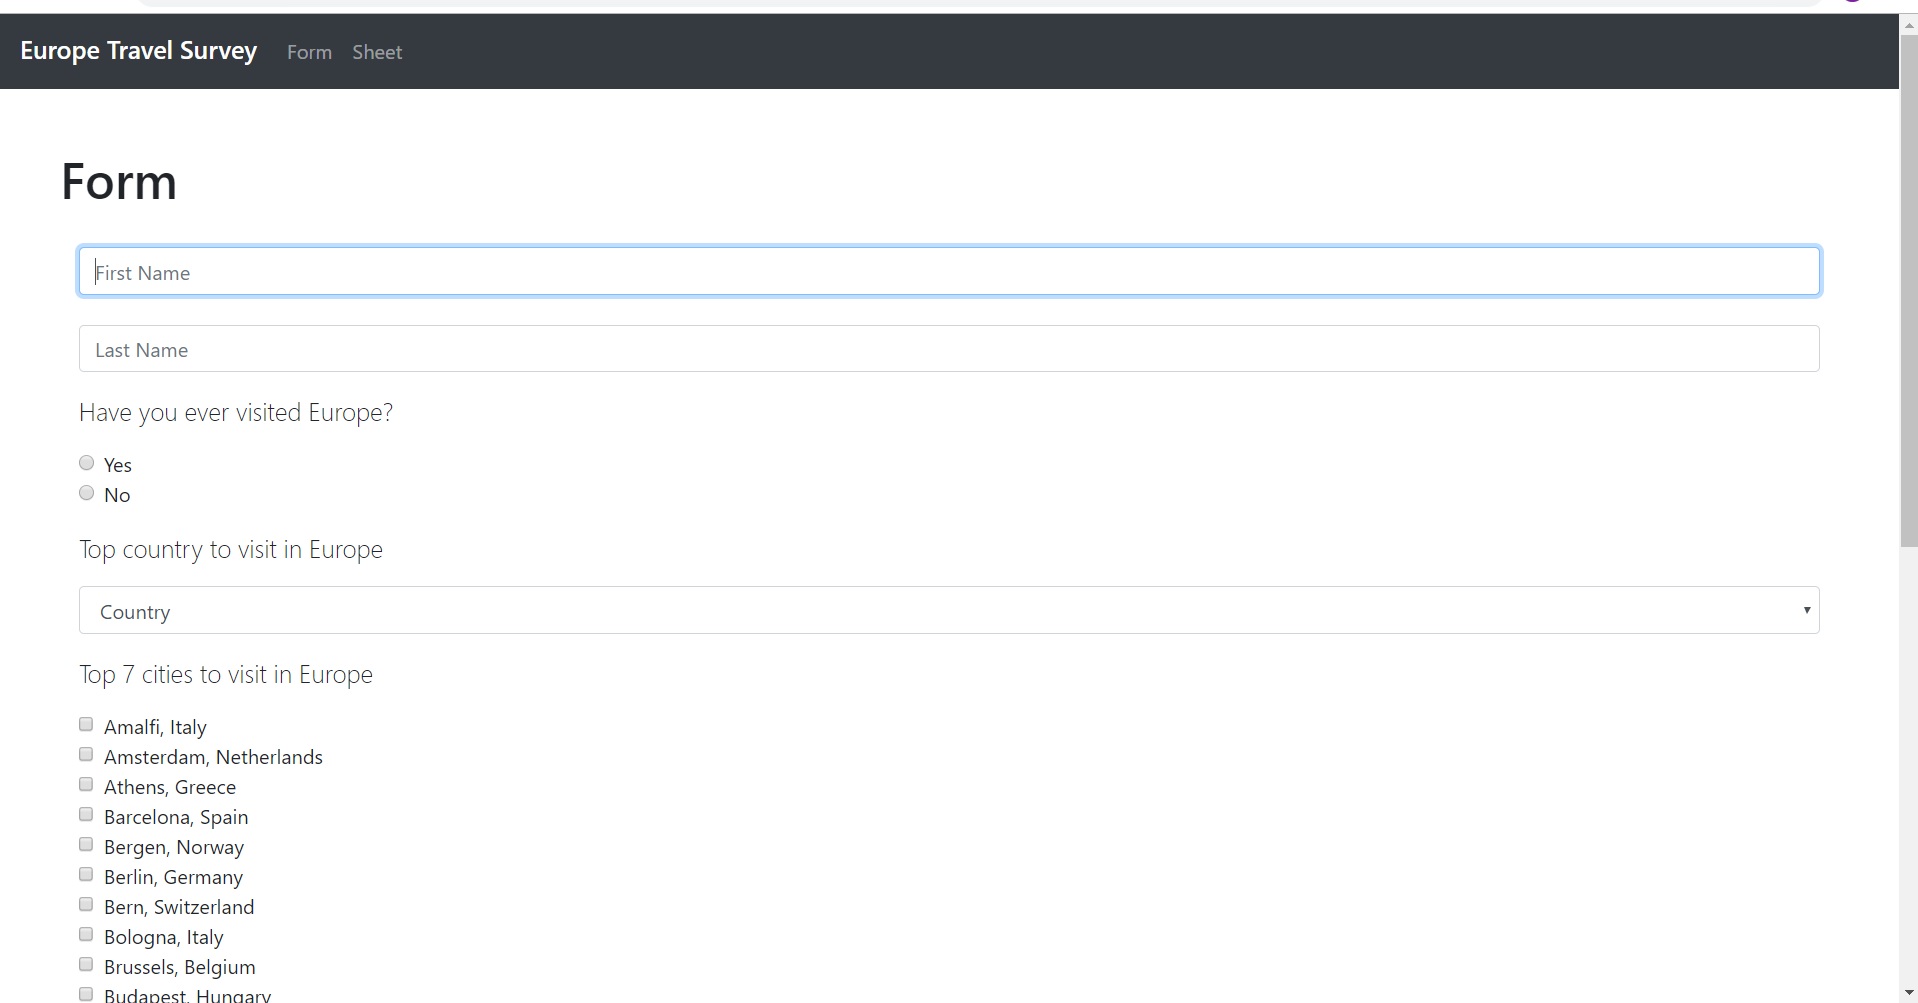 Europe Travel Survey Form Sheet
Form
First Name
Last Name
Have you ever visited Europe?
Yes
No
Top country to visit in Europe
Country
Top 7 cities to visit in Europe
Amalfi, Italy
Amsterdam, Netherlands
Athens, Greece
Barcelona, Spain
Bergen, Norway
Berlin, Germany
Bern, Switzerland
Bologna, Italy
Brussels, Belgium
Budapest, Hungary